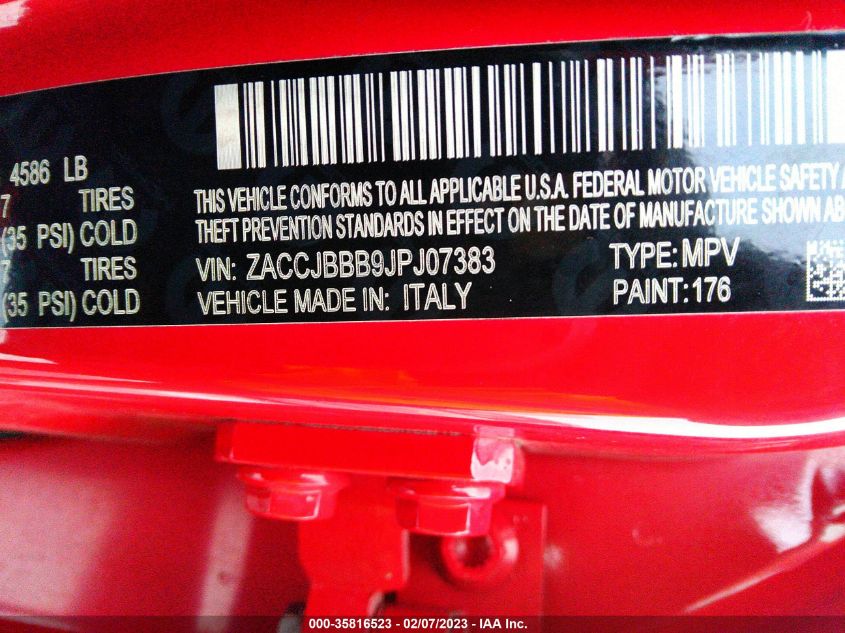 4586 LB
7 TIRES
(35 PSI) COLD
7 TIRES
(35 PSI) COLD
THIS VEHICLE CONFORMS TO ALL APPLICABLE U.S.A. FEDERAL MOTOR VEHICLE SAFETY
THEFT PREVENTION STANDARDS IN EFFECT ON THE DATE OF MANUFACTURE SHOWN AB
VIN: ZACCJBBB9JPJ07383 TYPE: MPV
VEHICLE MADE IN: ITALY PAINT: 176
000-35816523 - 02/07/2023 - IAA Inc.